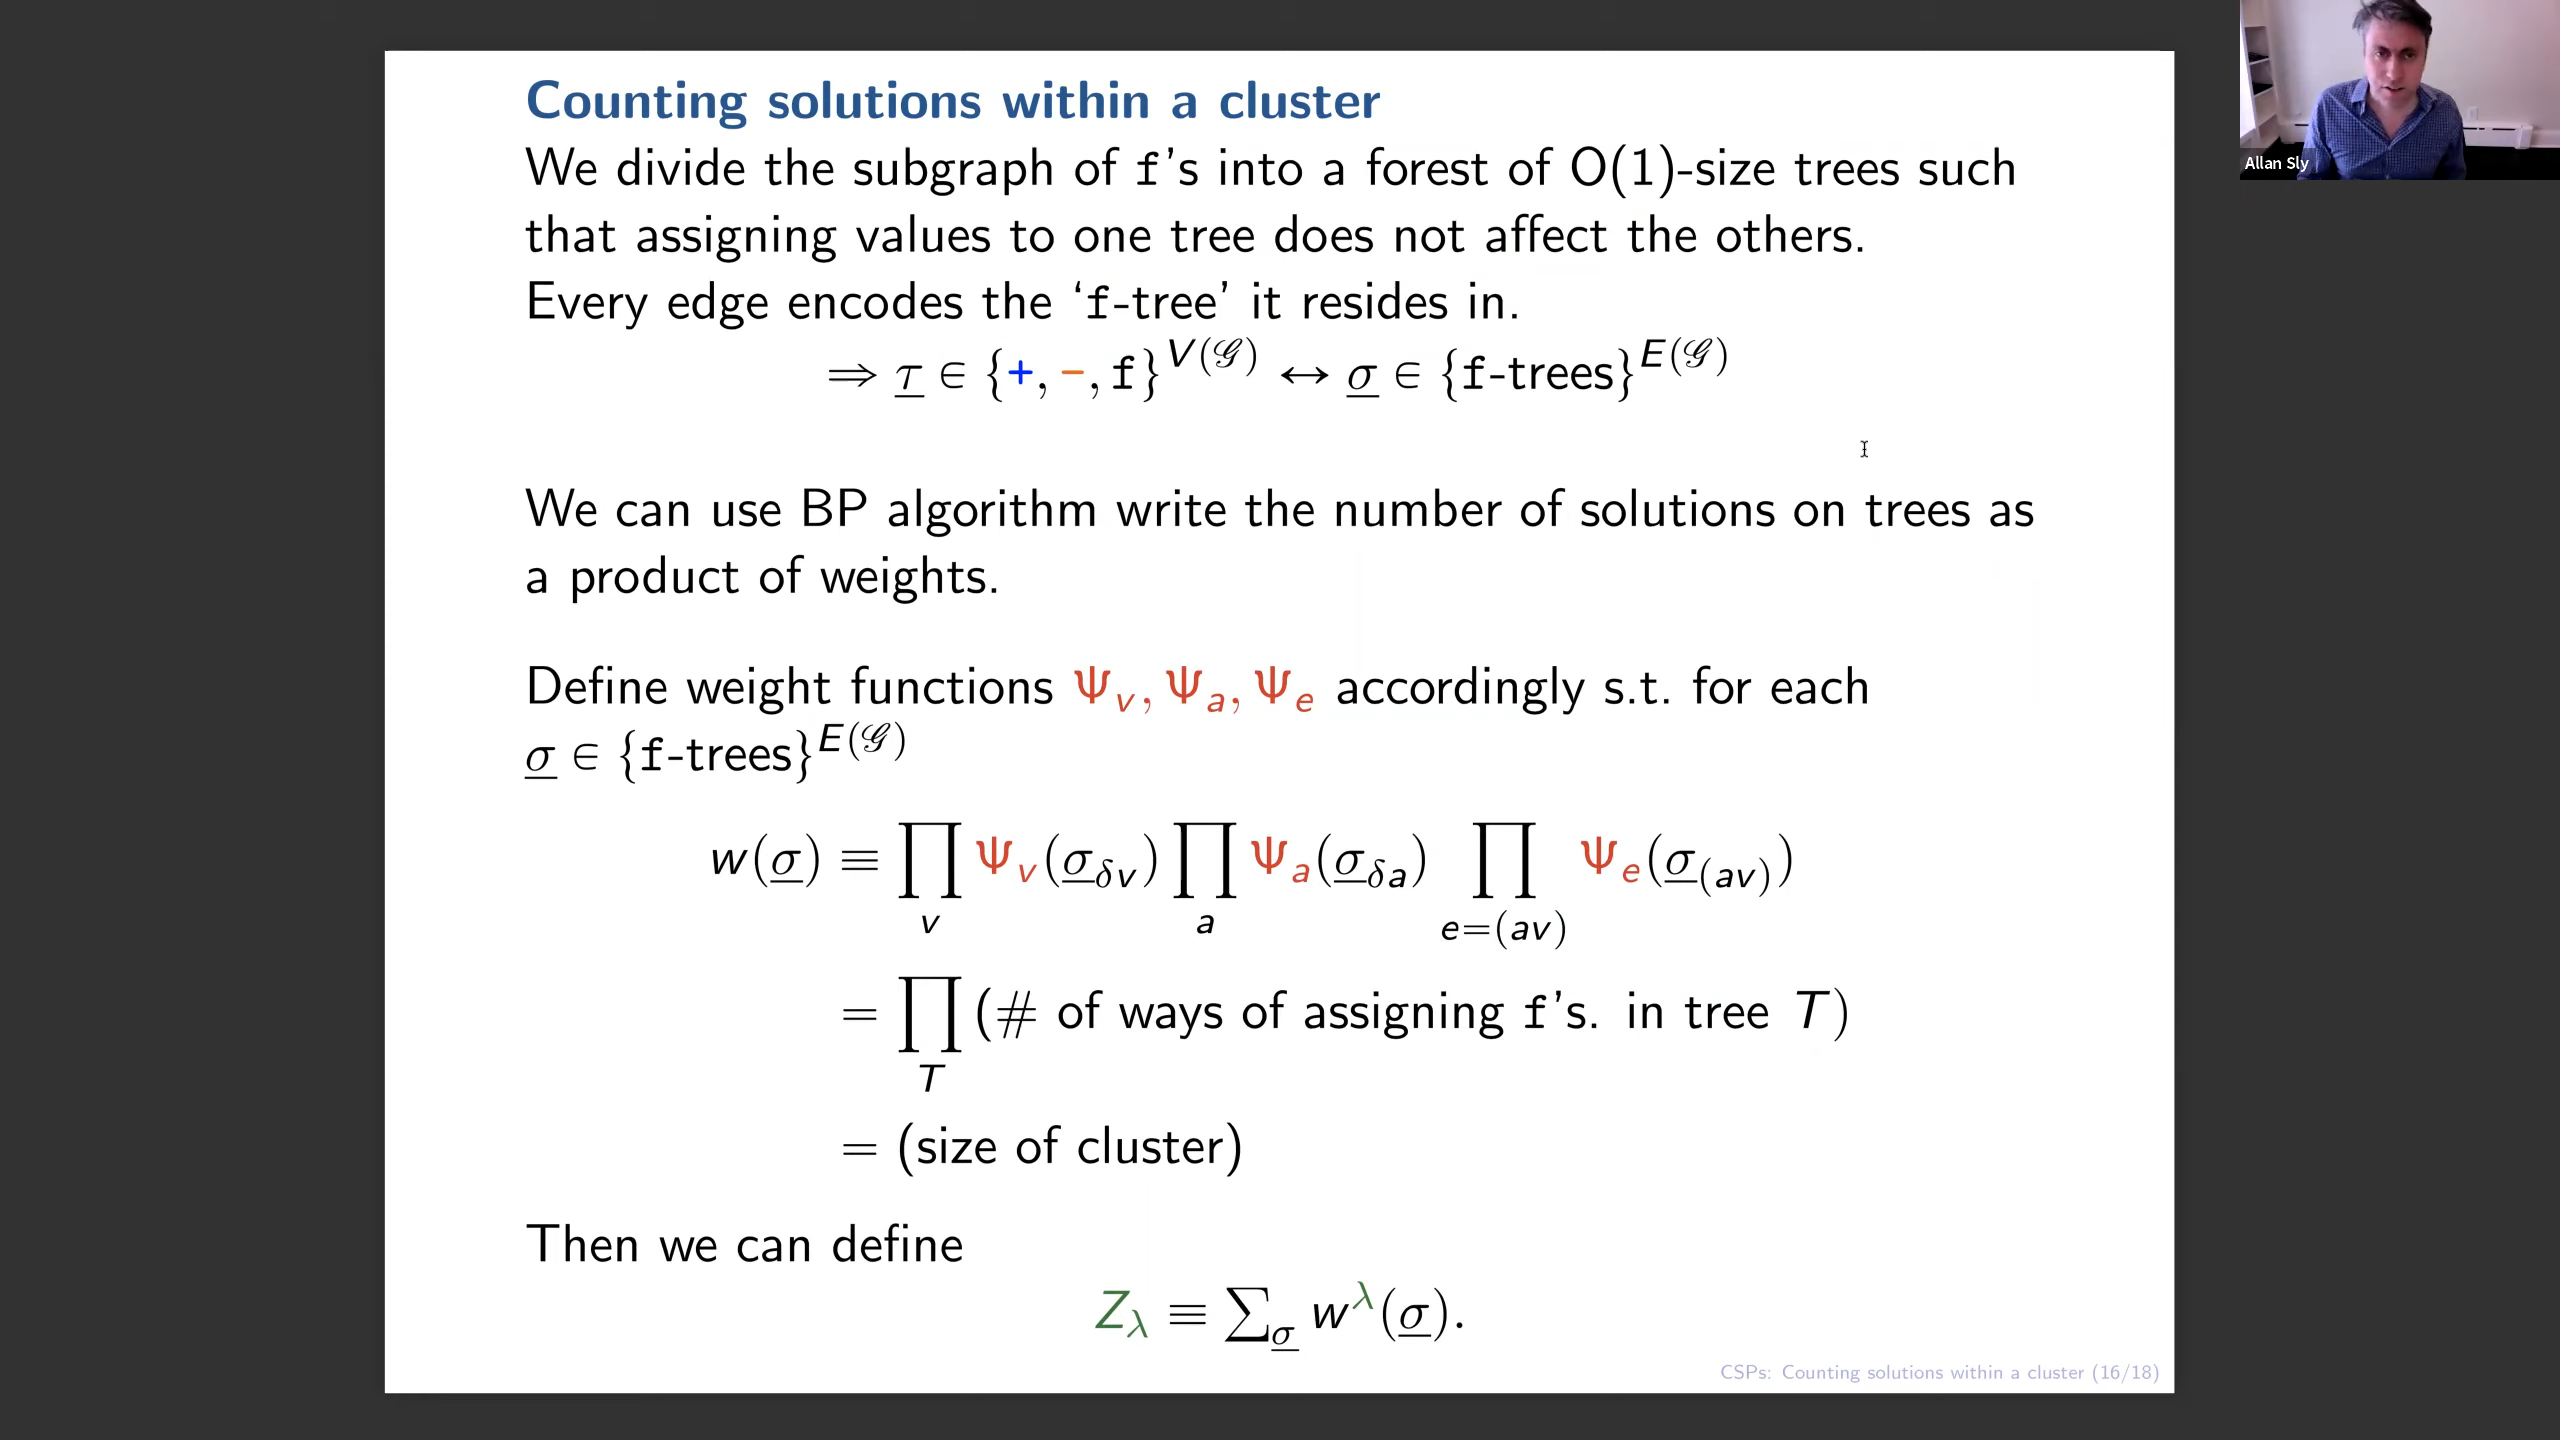 Counting solutions within a cluster
We divide the subgraph of f's into a forest of O(1)-size trees such
that assigning values to one tree does not affect the others.
Every edge encodes the ‘f-tree’ it resides in.
⇒ τ ∈ {+, −, f}^{V(𝒢)} ↔ σ ∈ {f-trees}^{E(𝒢)}
We can use BP algorithm write the number of solutions on trees as
a product of weights.
Define weight functions Ψ_v, Ψ_a, Ψ_e accordingly s.t. for each
σ ∈ {f-trees}^{E(𝒢)}
w(σ) ≡ ∏_v Ψ_v(σ_{δv}) ∏_a Ψ_a(σ_{δa}) ∏_{e=(av)} Ψ_e(σ_{(av)})
= ∏_T (# of ways of assigning f's. in tree T)
= (size of cluster)
Then we can define
Z_λ ≡ ∑_σ w^λ(σ).
CSPs: Counting solutions within a cluster (16/18)
Allan Sly